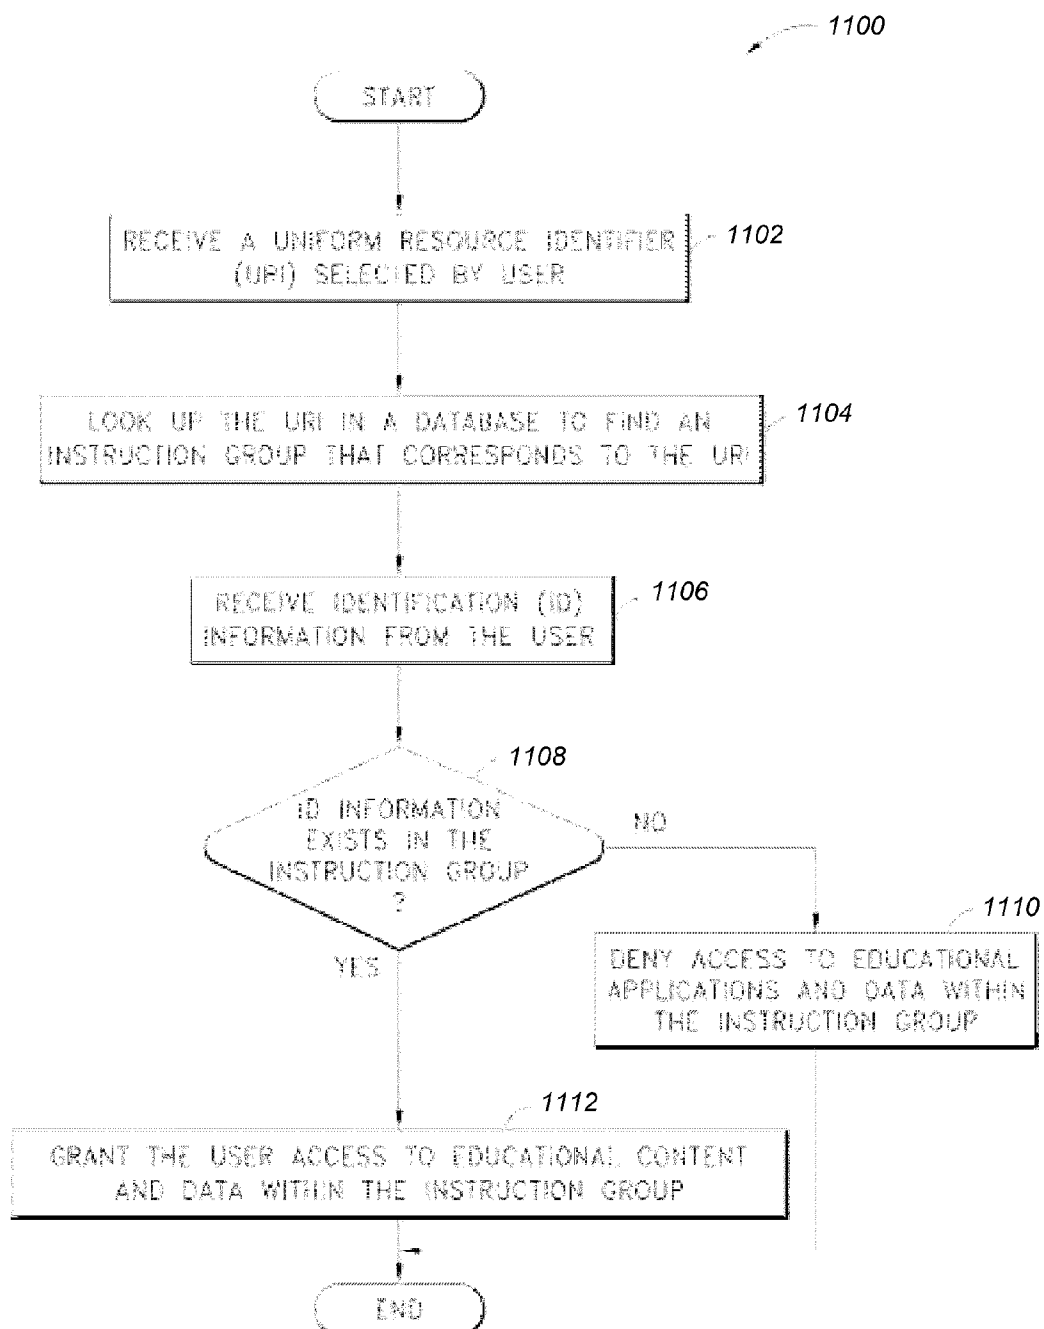 1100
START
RECEIVE A UNIFORM RESOURCE IDENTIFIER
(URI) SELECTED BY USER
1102
LOOK UP THE URI IN A DATABASE TO FIND AN
INSTRUCTION GROUP THAT CORRESPONDS TO THE URI
1104
RECEIVE IDENTIFICATION (ID)
INFORMATION FROM THE USER
1106
1108
ID INFORMATION
EXISTS IN THE
INSTRUCTION GROUP
?
NO
YES
1110
DENY ACCESS TO EDUCATIONAL
APPLICATIONS AND DATA WITHIN
THE INSTRUCTION GROUP
1112
GRANT THE USER ACCESS TO EDUCATIONAL CONTENT
AND DATA WITHIN THE INSTRUCTION GROUP
END